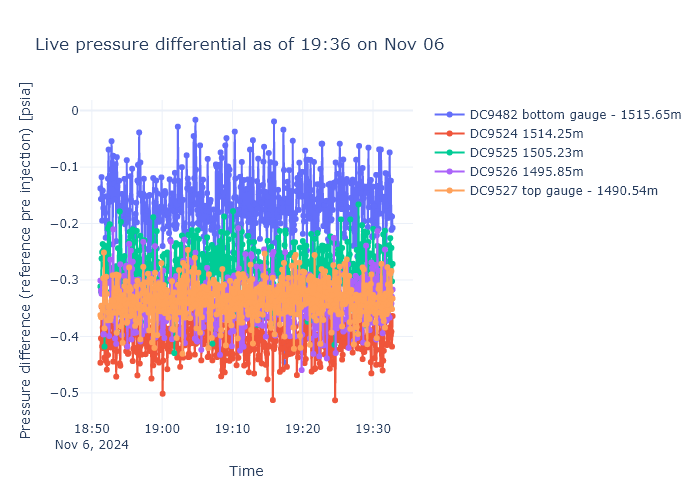 Live pressure differential as of 19:36 on Nov 06
Pressure difference (reference pre injection) [psia]
0
−0.1
−0.2
−0.3
−0.4
−0.5
18:50
Nov 6, 2024
19:00
19:10
19:20
19:30
Time
DC9482 bottom gauge - 1515.65m
DC9524 1514.25m
DC9525 1505.23m
DC9526 1495.85m
DC9527 top gauge - 1490.54m